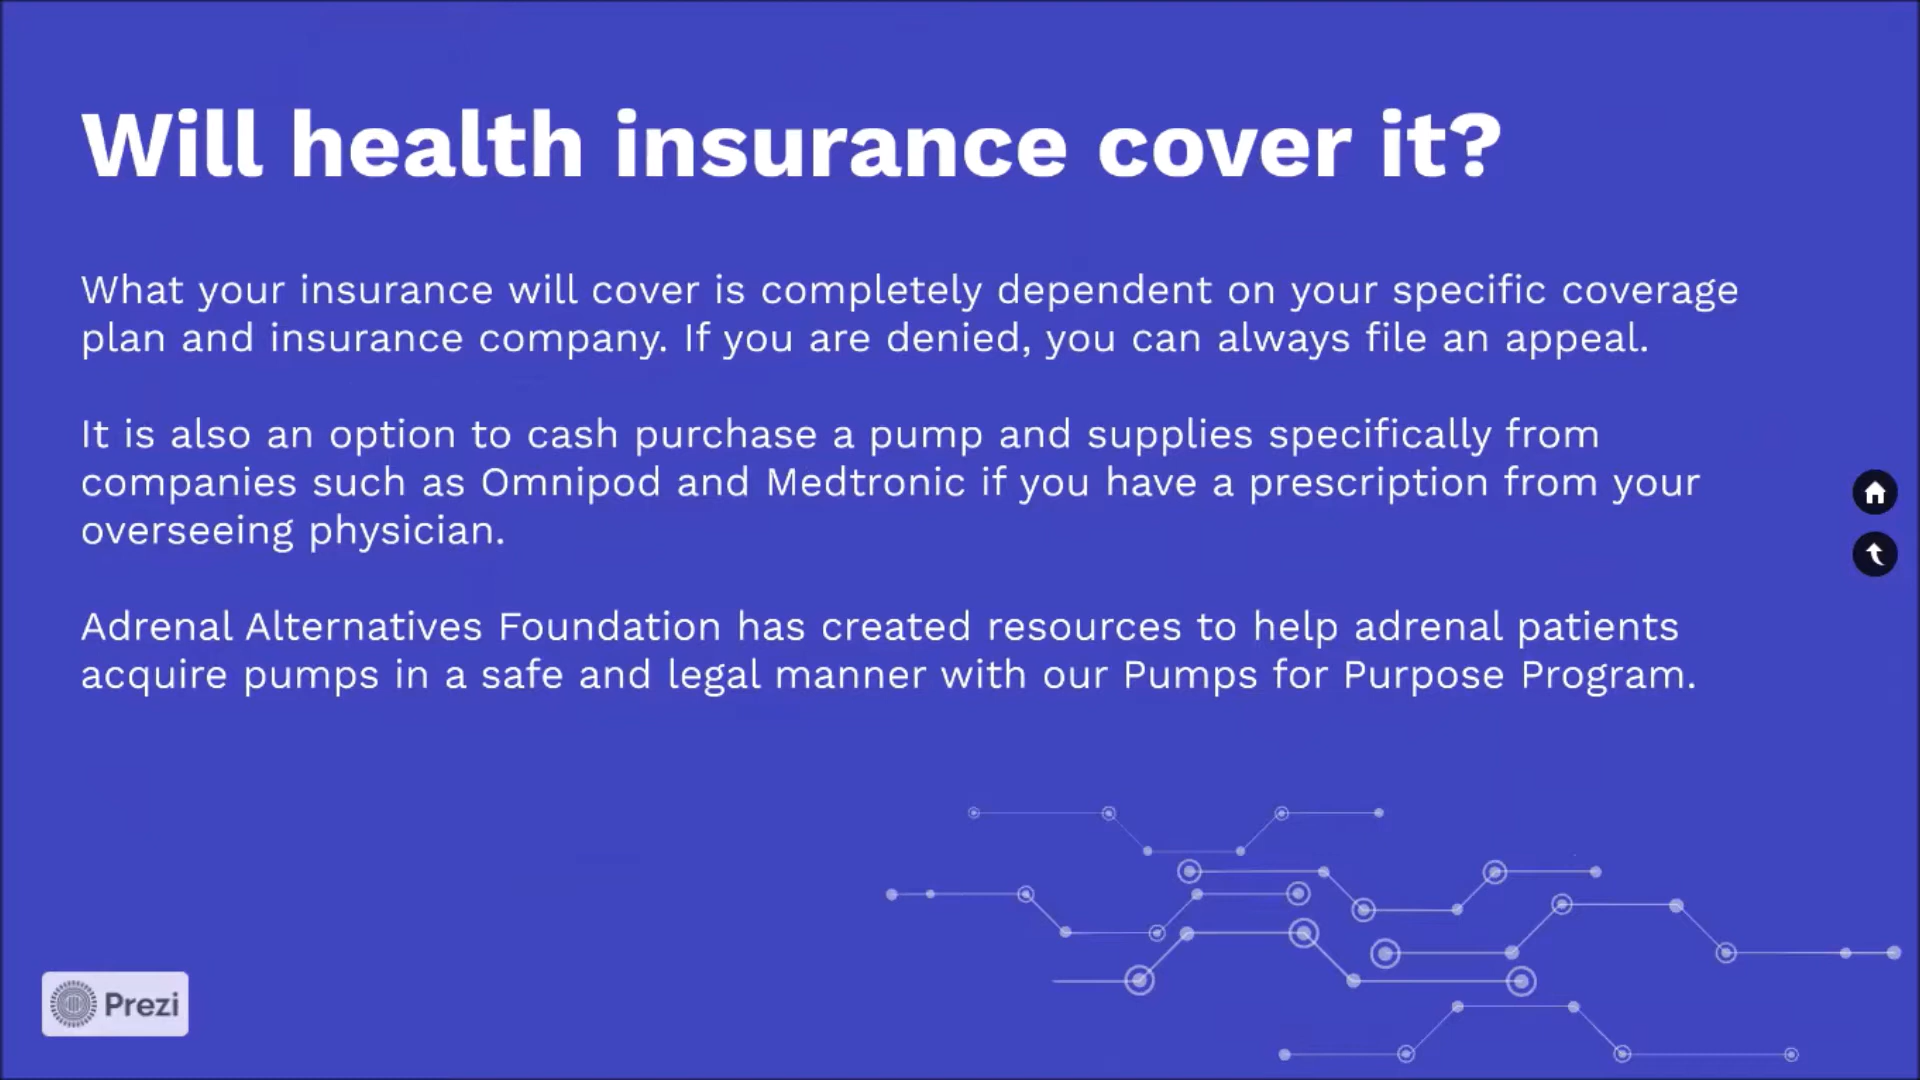 Will health insurance cover it?
What your insurance will cover is completely dependent on your specific coverage
plan and insurance company. If you are denied, you can always file an appeal.
It is also an option to cash purchase a pump and supplies specifically from
companies such as Omnipod and Medtronic if you have a prescription from your
overseeing physician.
Adrenal Alternatives Foundation has created resources to help adrenal patients
acquire pumps in a safe and legal manner with our Pumps for Purpose Program.
Prezi